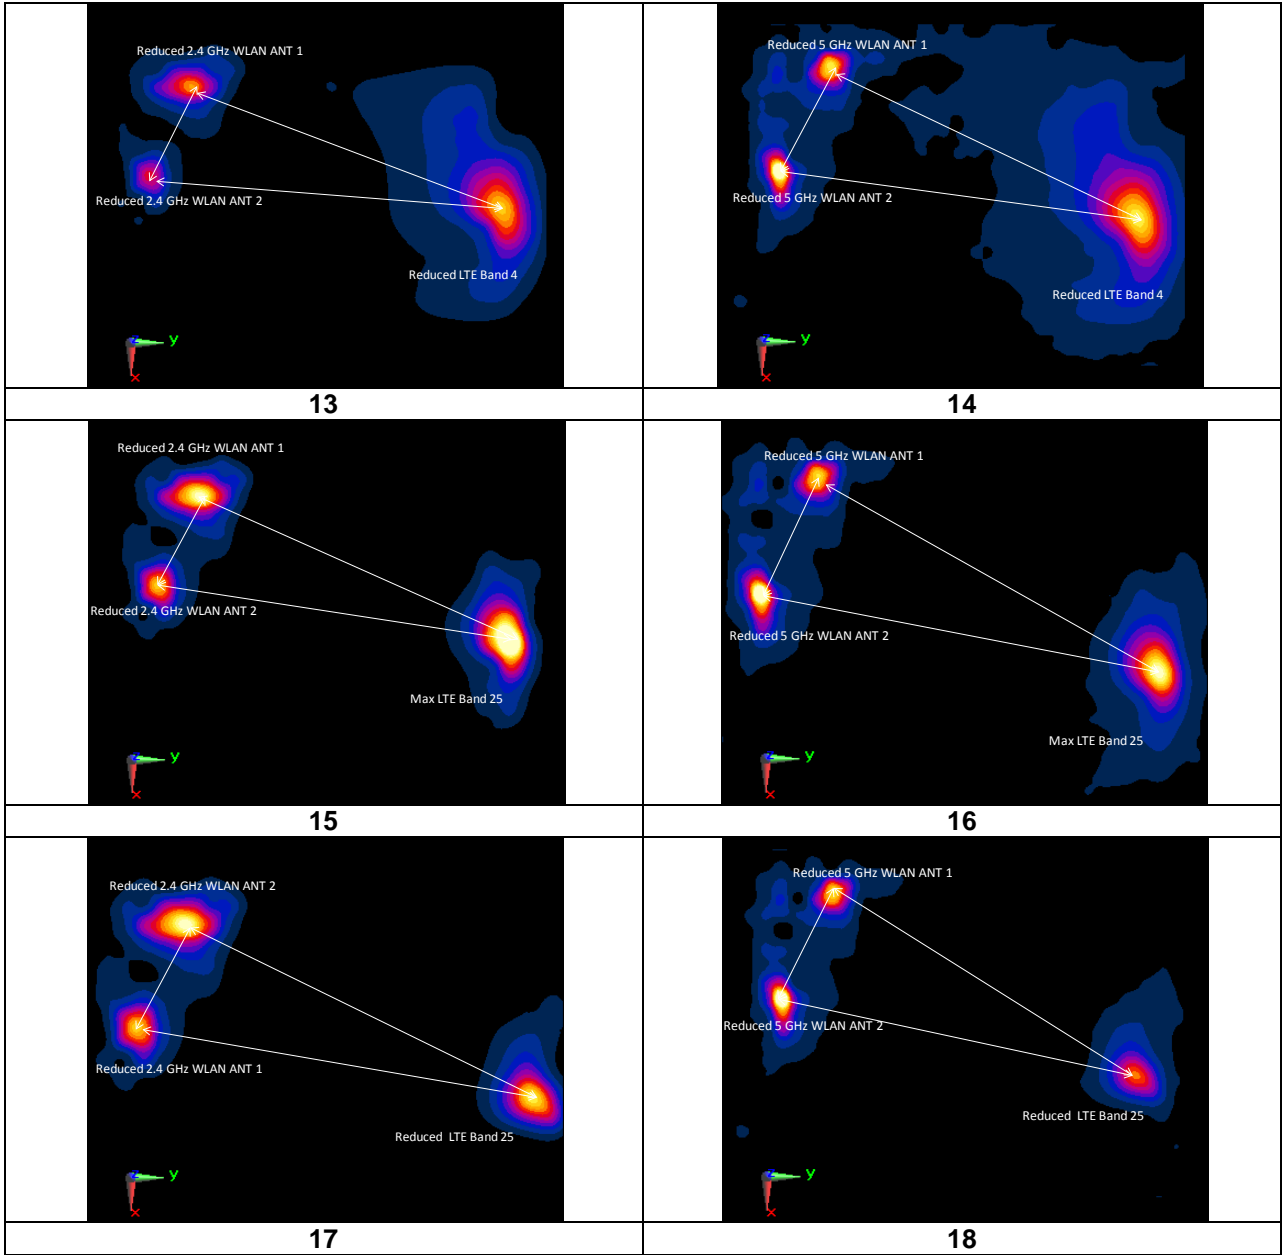 Reduced 2.4 GHz WLAN ANT 1
Reduced 2.4 GHz WLAN ANT 2
Reduced LTE Band 4
y
x
Reduced 5 GHz WLAN ANT 1
Reduced 5 GHz WLAN ANT 2
Reduced LTE Band 4
y
x
13
14
Reduced 2.4 GHz WLAN ANT 1
Reduced 2.4 GHz WLAN ANT 2
Max LTE Band 25
y
x
Reduced 5 GHz WLAN ANT 1
Reduced 5 GHz WLAN ANT 2
Max LTE Band 25
y
x
15
16
Reduced 2.4 GHz WLAN ANT 2
Reduced 2.4 GHz WLAN ANT 1
Reduced LTE Band 25
y
x
Reduced 5 GHz WLAN ANT 1
Reduced 5 GHz WLAN ANT 2
Reduced LTE Band 25
y
x
17
18